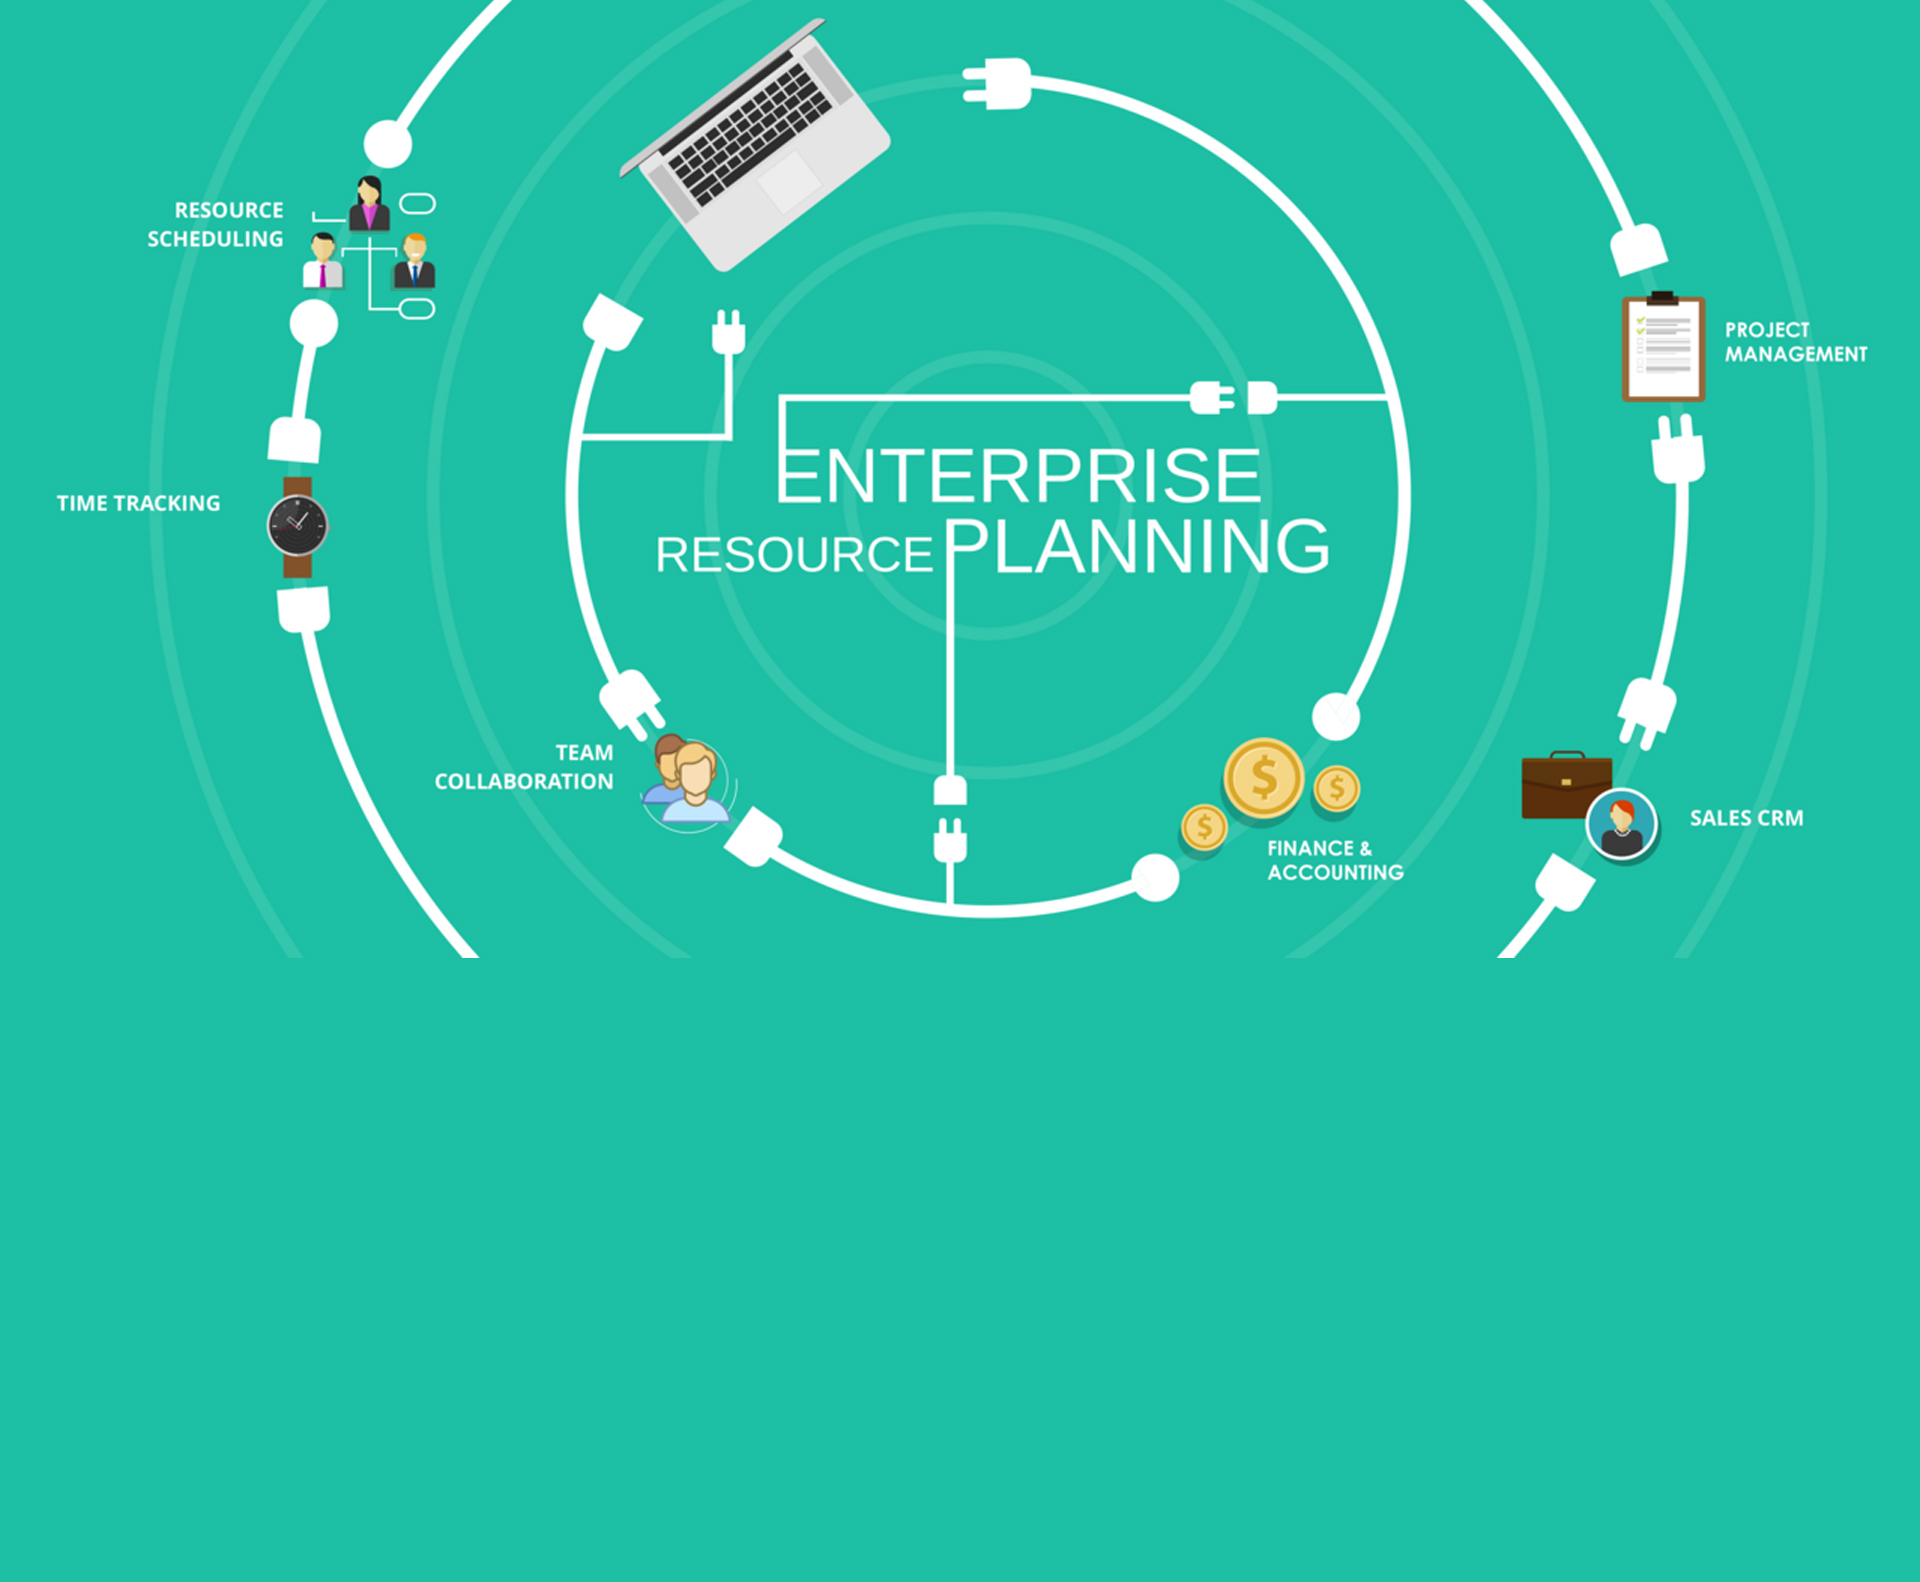 RESOURCE
SCHEDULING
PROJECT
MANAGEMENT
ENTERPRISE
RESOURCE PLANNING
TIME TRACKING
TEAM
COLLABORATION
$ $ $
FINANCE &
ACCOUNTING
SALES CRM